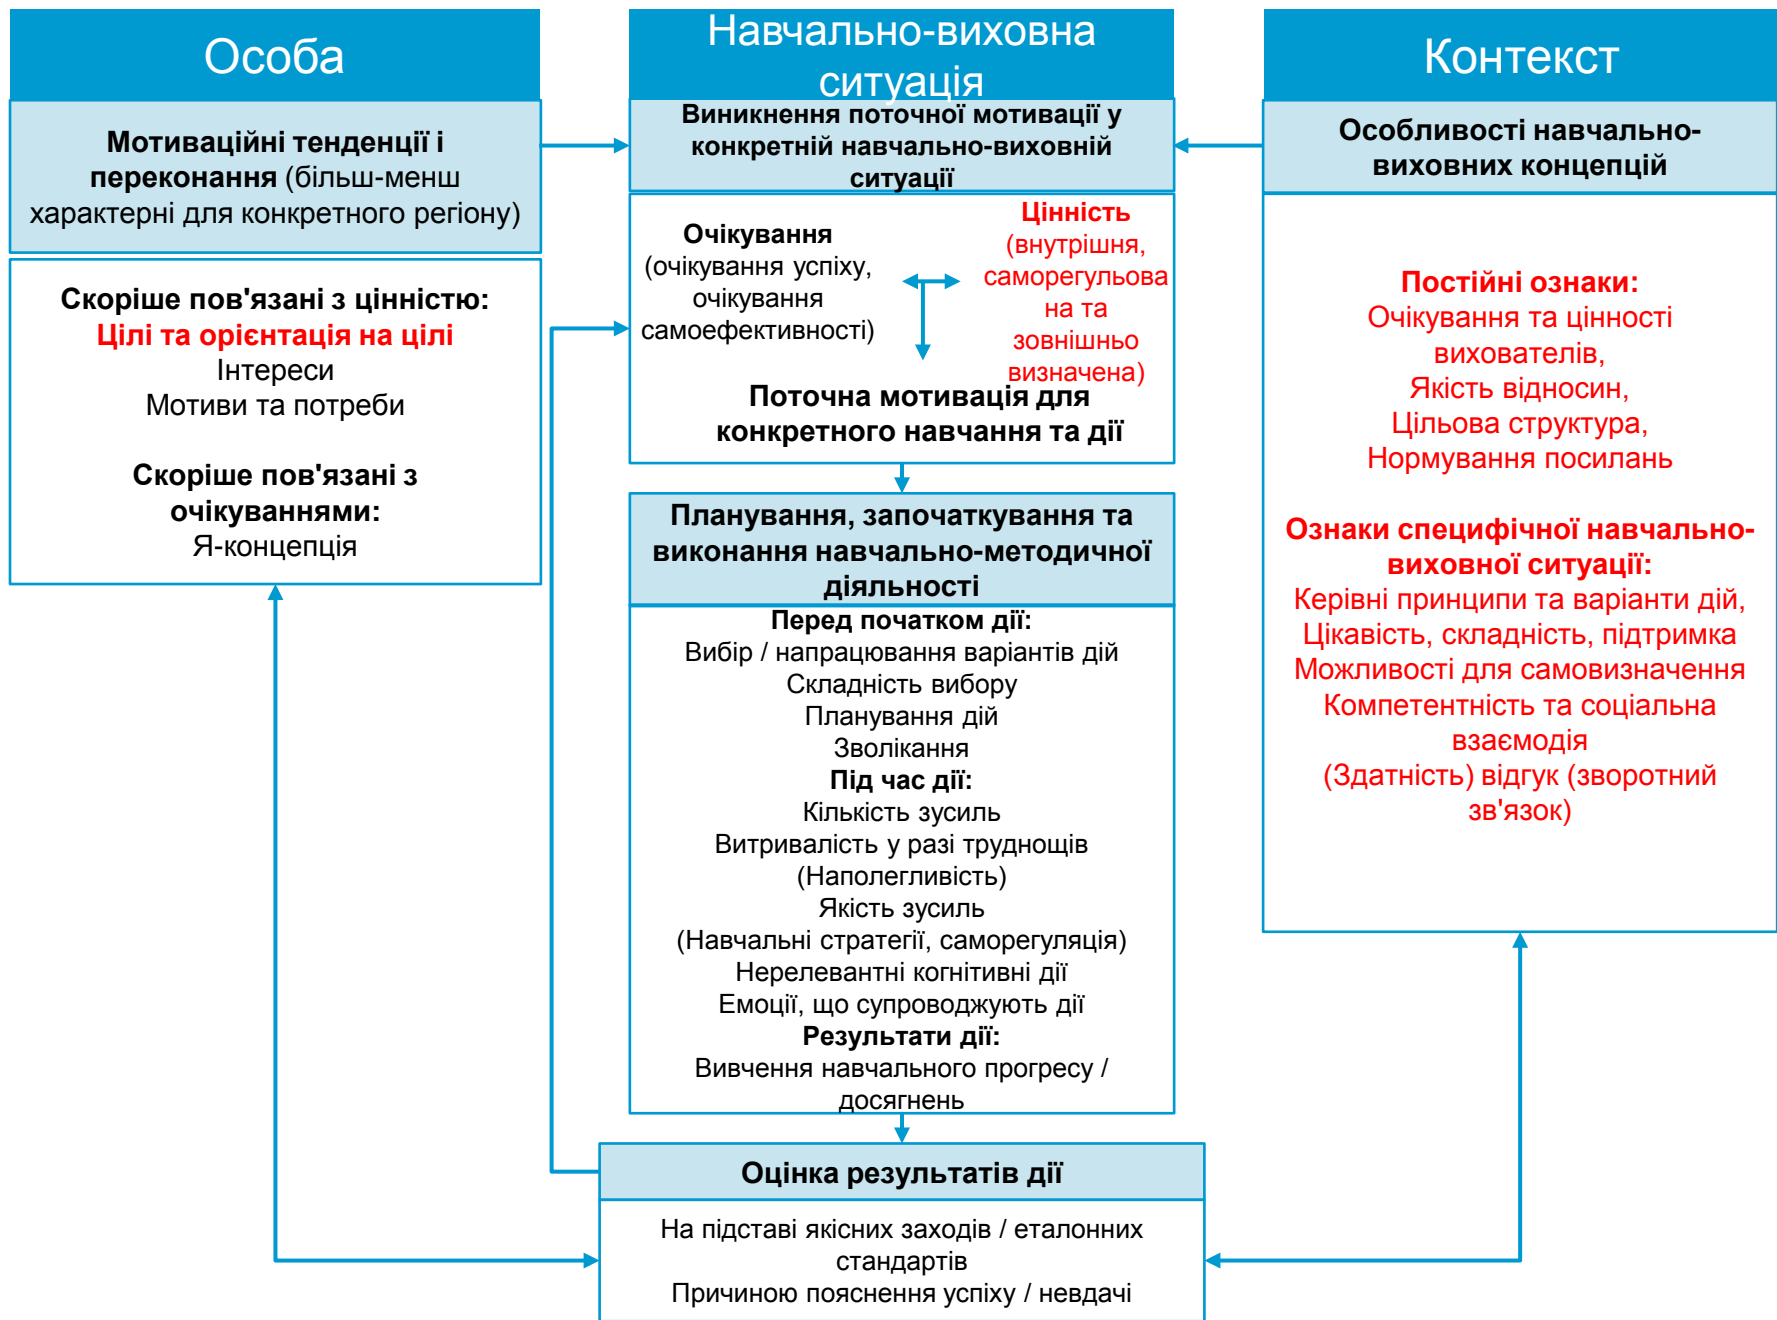 Особа
Мотиваційні тенденції і
переконання (більш-менш
характерні для конкретного регіону)
Скоріше пов'язані з цінністю:
Цілі та орієнтація на цілі
Інтереси
Мотиви та потреби
Скоріше пов'язані з
очікуваннями:
Я-концепція
Навчально-виховна
ситуація
Виникнення поточної мотивації у
конкретній навчально-виховній
ситуації
Очікування
(очікування успіху,
очікування
самоефективності)
Цінність
(внутрішня,
саморегульова
на та
зовнішньо
визначена)
Поточна мотивація для
конкретного навчання та дії
Планування, започаткування та
виконання навчально-методичної
діяльності
Перед початком дії:
Вибір / напрацювання варіантів дій
Складність вибору
Планування дій
Зволікання
Під час дії:
Кількість зусиль
Витривалість у разі труднощів
(Наполегливість)
Якість зусиль
(Навчальні стратегії, саморегуляція)
Нерелевантні когнітивні дії
Емоції, що супроводжують дії
Результати дії:
Вивчення навчального прогресу /
досягнень
Оцінка результатів дії
На підставі якісних заходів / еталонних
стандартів
Причиною пояснення успіху / невдачі
Контекст
Особливості навчально-
виховних концепцій
Постійні ознаки:
Очікування та цінності
вихователів,
Якість відносин,
Цільова структура,
Нормування посилань
Ознаки специфічної навчально-
виховної ситуації:
Керівні принципи та варіанти дій,
Цікавість, складність, підтримка
Можливості для самовизначення
Компетентність та соціальна
взаємодія
(Здатність) відгук (зворотний
зв'язок)